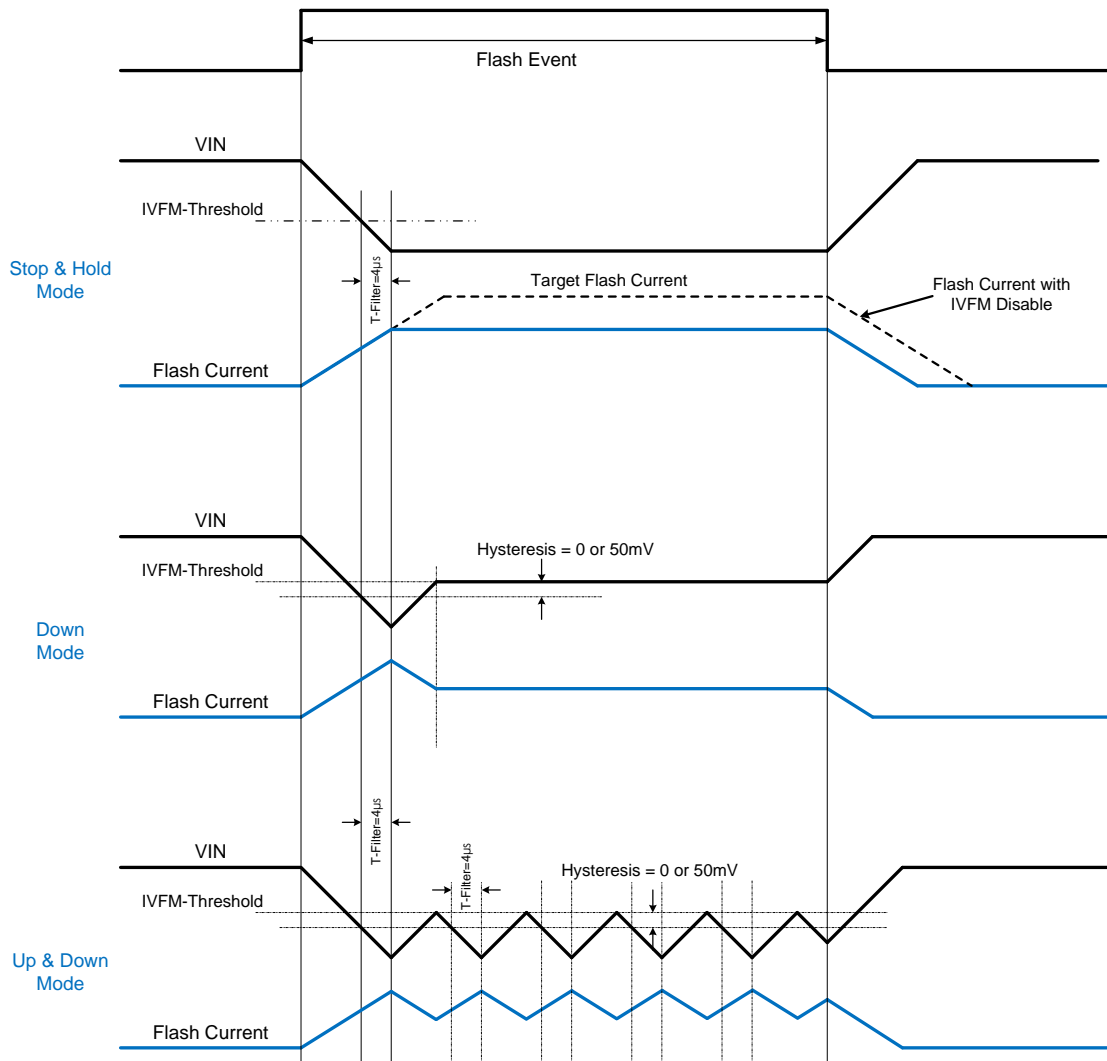 Flash Event
VIN
IVFM-Threshold
Stop & Hold
Mode
T-Filter=4µs
Target Flash Current
Flash Current with
IVFM Disable
Flash Current
VIN
Hysteresis = 0 or 50mV
IVFM-Threshold
Down
Mode
Flash Current
T-Filter=4µs
VIN
T-Filter=4µs
Hysteresis = 0 or 50mV
IVFM-Threshold
Up & Down
Mode
Flash Current